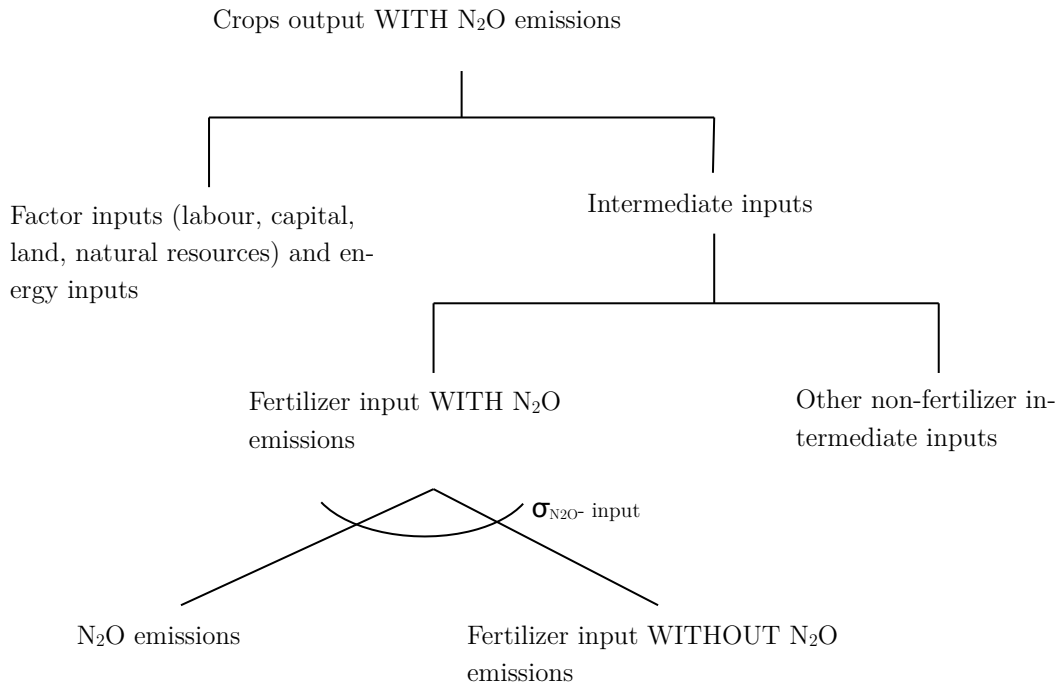 Crops output WITH N₂O emissions
Factor inputs (labour, capital,
land, natural resources) and en-
ergy inputs
Intermediate inputs
Fertilizer input WITH N₂O
emissions
Other non-fertilizer in-
termediate inputs
σN2O- input
N₂O emissions
Fertilizer input WITHOUT N₂O
emissions